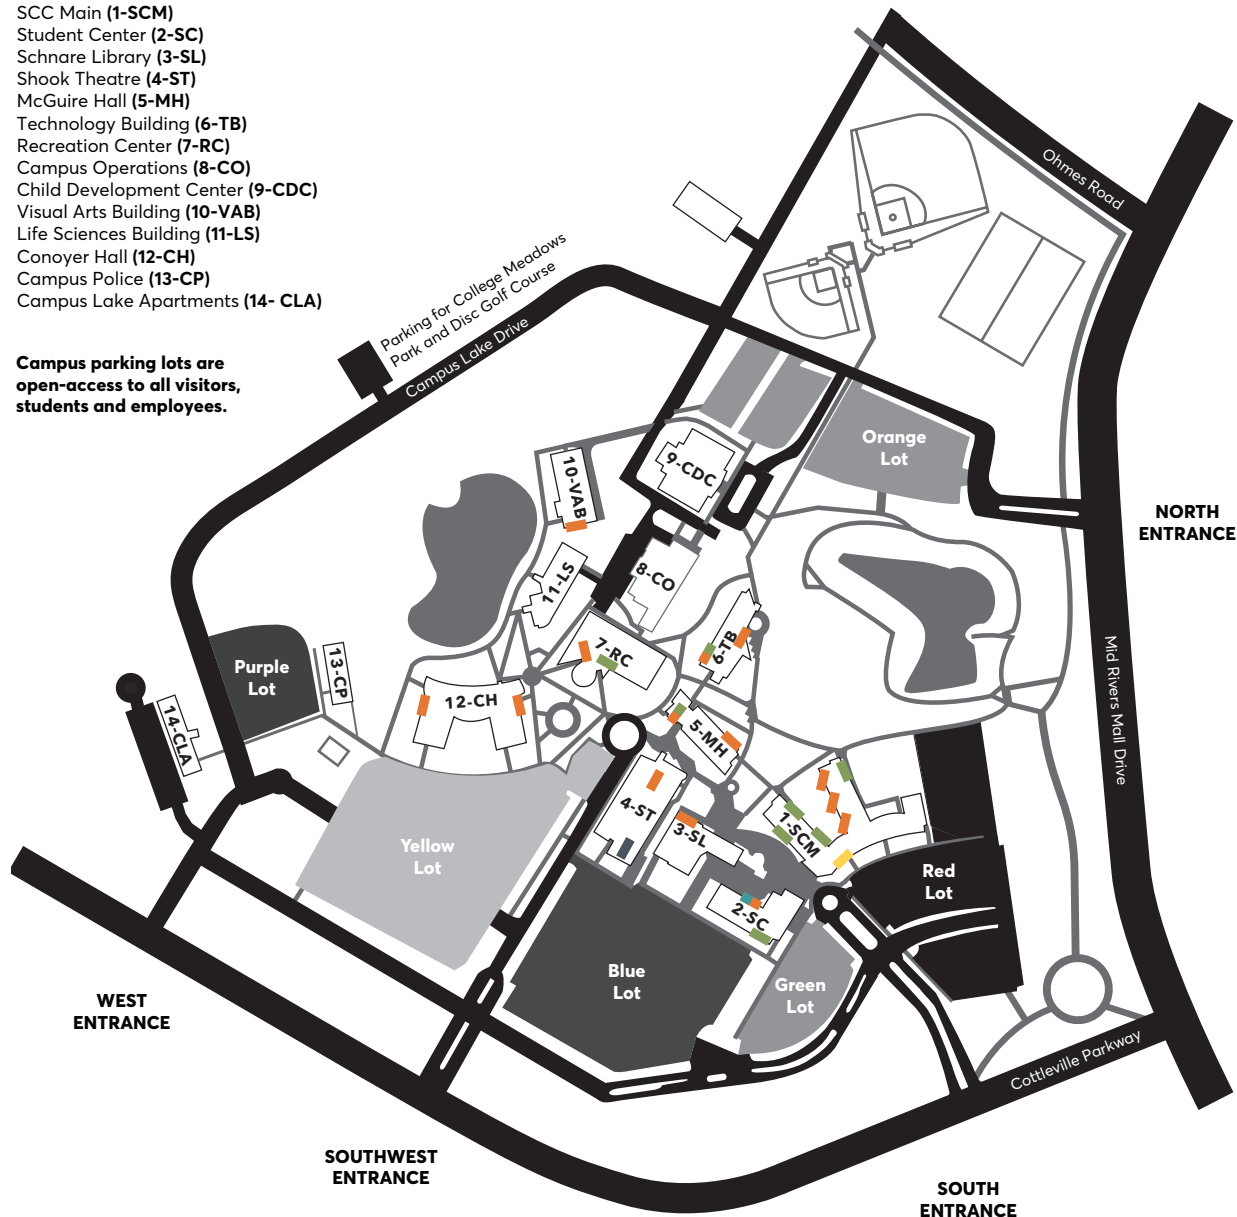 SCC Main (1-SCM)
Student Center (2-SC)
Schnare Library (3-SL)
Shook Theatre (4-ST)
McGuire Hall (5-MH)
Technology Building (6-TB)
Recreation Center (7-RC)
Campus Operations (8-CO)
Child Development Center (9-CDC)
Visual Arts Building (10-VAB)
Life Sciences Building (11-LS)
Conoyer Hall (12-CH)
Campus Police (13-CP)
Campus Lake Apartments (14- CLA)
Campus parking lots are
open-access to all visitors,
students and employees.
Ohmes Road
Parking for College Meadows
Park and Disc Golf Course
Campus Lake Drive
Orange
Lot
9-CDC
10-VAB
NORTH
ENTRANCE
8-CO
11-LS
7-RC
6-TB
Purple
Lot
13-CP
12-CH
14-CLA
5-MH
Mid Rivers Mall Drive
4-ST
3-SL
1-SCM
Yellow
Lot
Red
Lot
2-SC
Blue
Lot
Green
Lot
WEST
ENTRANCE
Cottleville Parkway
SOUTHWEST
ENTRANCE
SOUTH
ENTRANCE